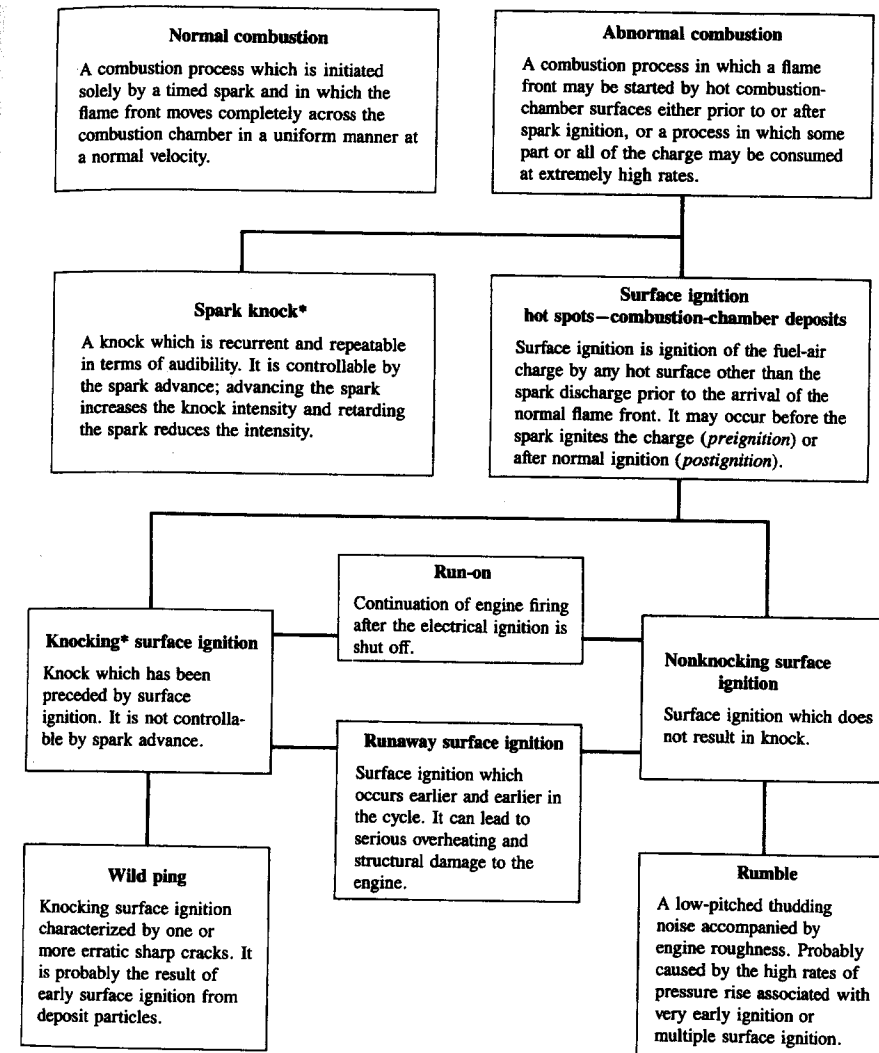 Normal combustion
A combustion process which is initiated
solely by a timed spark and in which the
flame front moves completely across the
combustion chamber in a uniform manner at
a normal velocity.
Abnormal combustion
A combustion process in which a flame
front may be started by hot combustion-
chamber surfaces either prior to or after
spark ignition, or a process in which some
part or all of the charge may be consumed
at extremely high rates.
Spark knock*
A knock which is recurrent and repeatable
in terms of audibility. It is controllable by
the spark advance; advancing the spark
increases the knock intensity and retarding
the spark reduces the intensity.
Surface ignition
hot spots—combustion-chamber deposits
Surface ignition is ignition of the fuel-air
charge by any hot surface other than the
spark discharge prior to the arrival of the
normal flame front. It may occur before the
spark ignites the charge (preignition) or
after normal ignition (postignition).
Run-on
Continuation of engine firing
after the electrical ignition is
shut off.
Knocking* surface ignition
Knock which has been
preceded by surface
ignition. It is not controlla-
ble by spark advance.
Nonknocking surface
ignition
Surface ignition which does
not result in knock.
Runaway surface ignition
Surface ignition which
occurs earlier and earlier in
the cycle. It can lead to
serious overheating and
structural damage to the
engine.
Wild ping
Knocking surface ignition
characterized by one or
more erratic sharp cracks. It
is probably the result of
early surface ignition from
deposit particles.
Rumble
A low-pitched thudding
noise accompanied by
engine roughness. Probably
caused by the high rates of
pressure rise associated with
very early ignition or
multiple surface ignition.